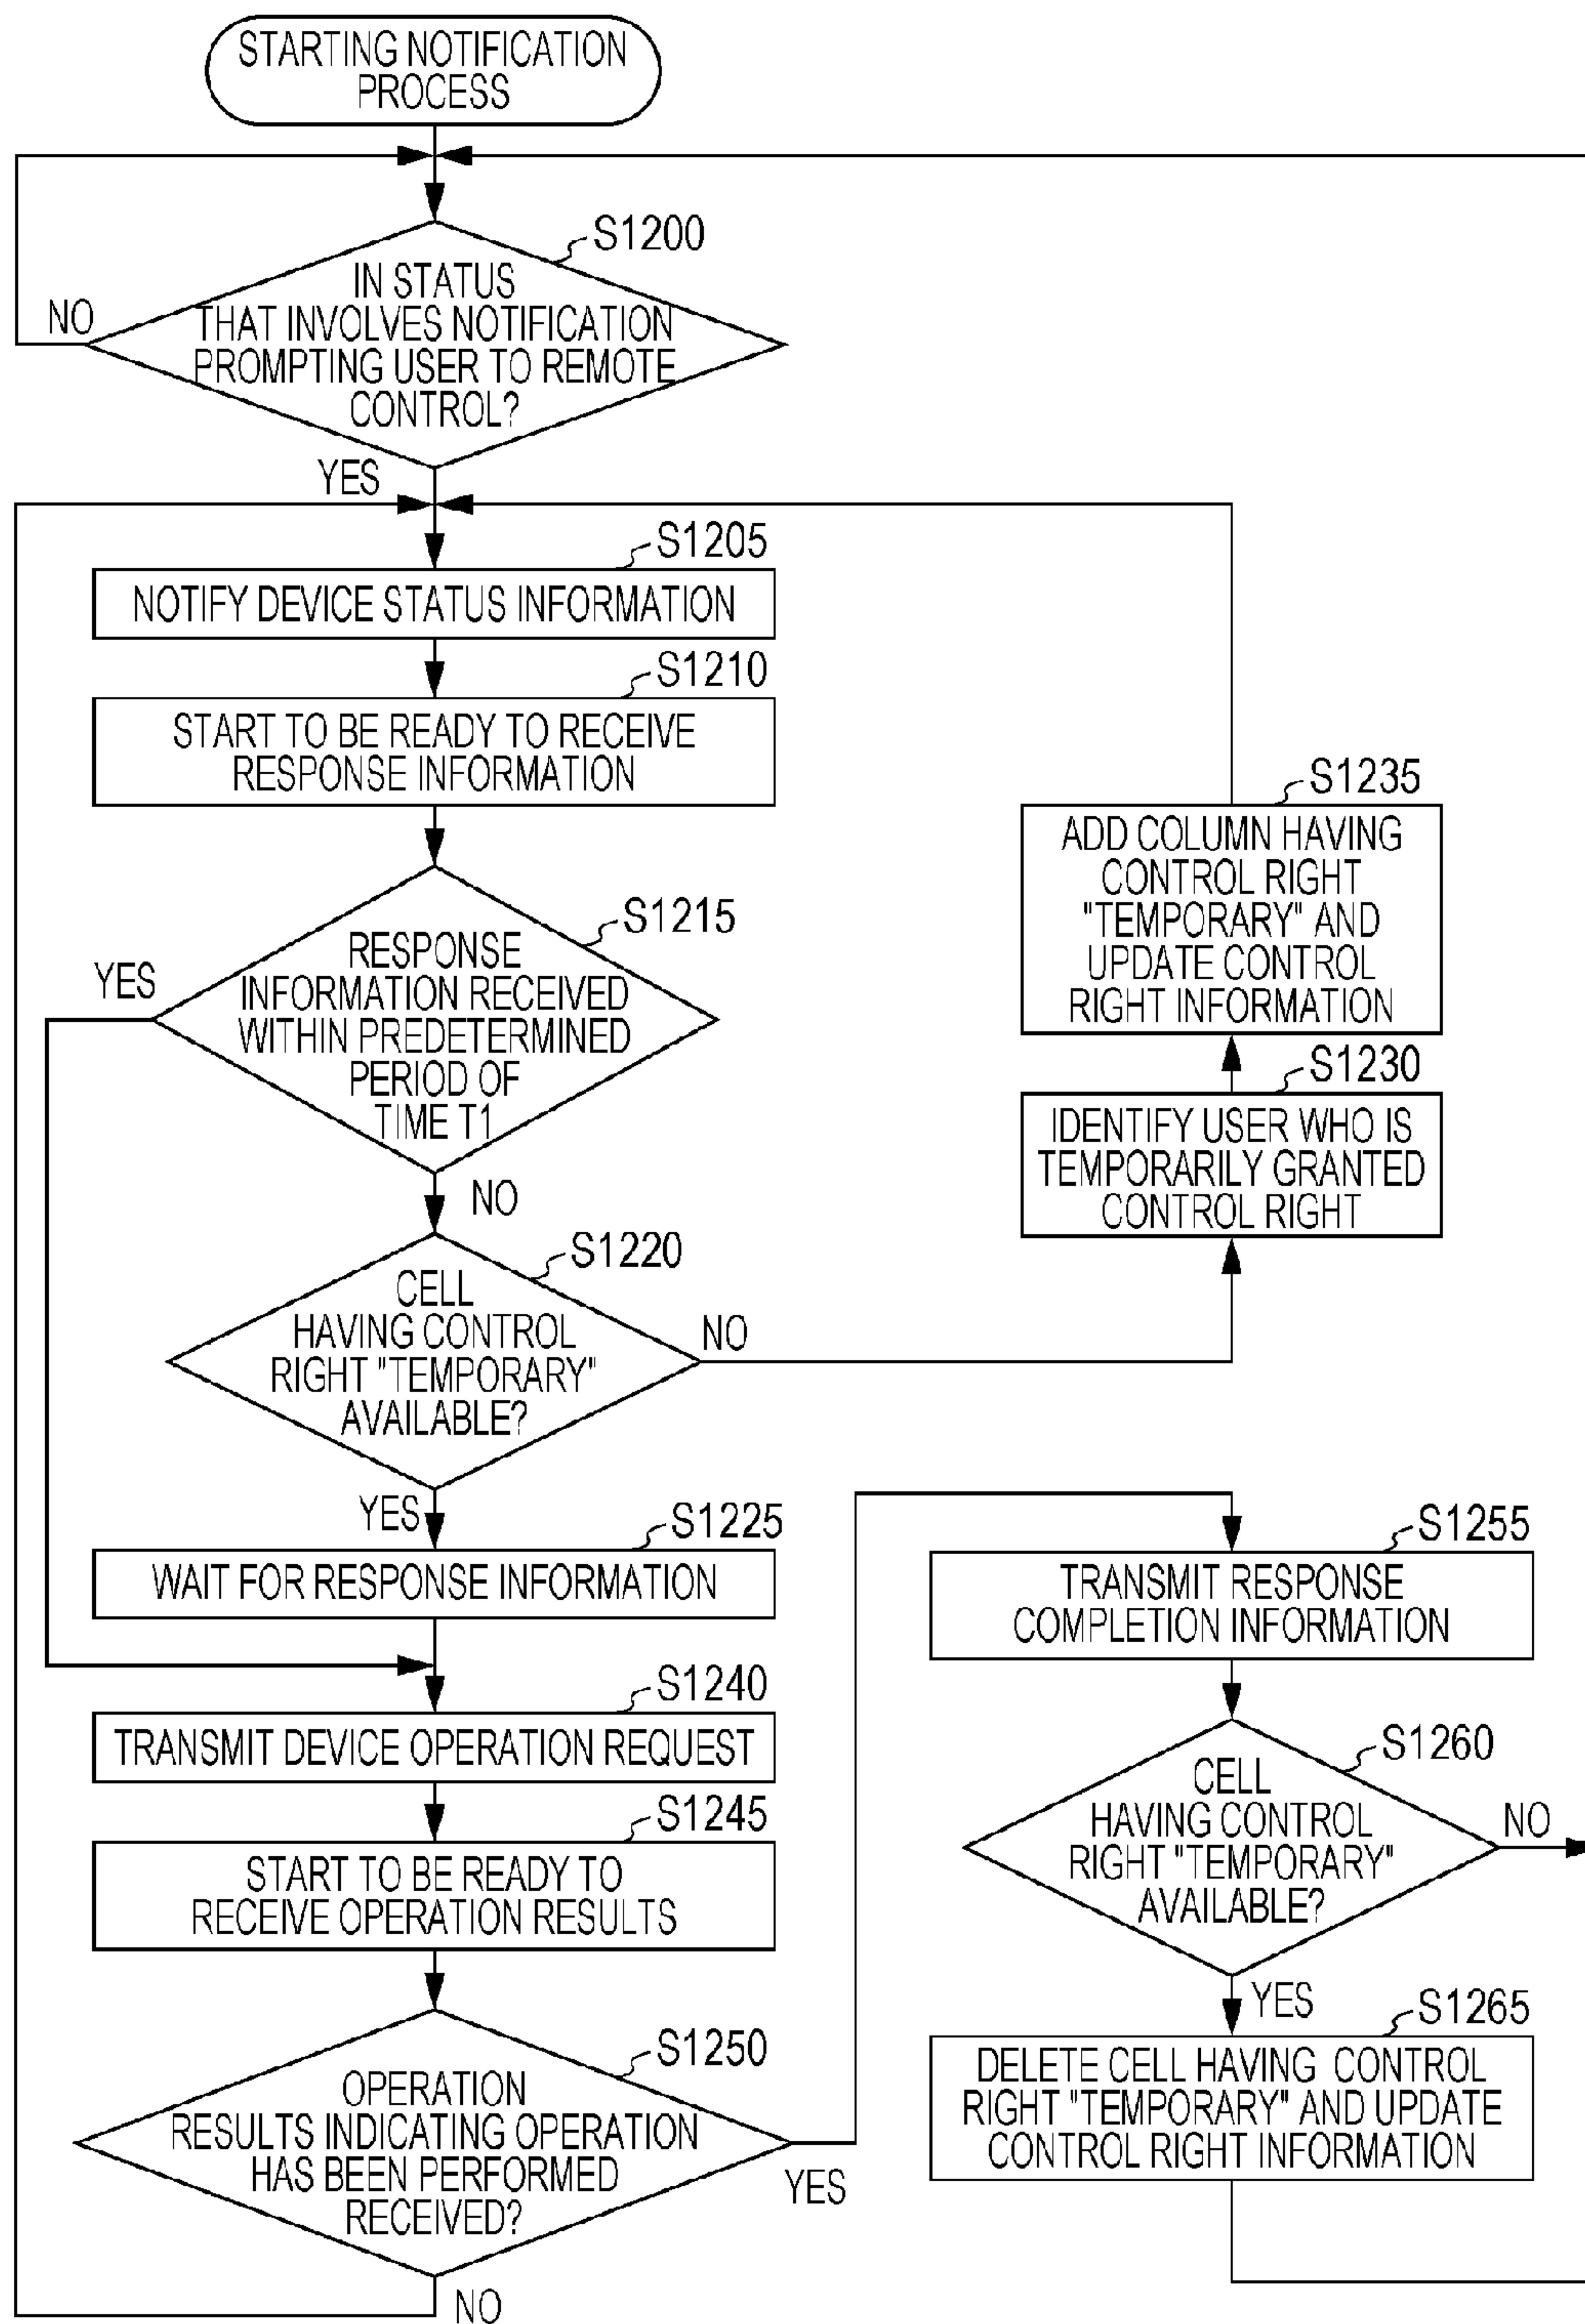 STARTING NOTIFICATION
PROCESS
S1200
IN STATUS
THAT INVOLVES NOTIFICATION
PROMPTING USER TO REMOTE
CONTROL?
NO
YES
S1205
NOTIFY DEVICE STATUS INFORMATION
S1210
START TO BE READY TO RECEIVE
RESPONSE INFORMATION
S1215
RESPONSE
INFORMATION RECEIVED
WITHIN PREDETERMINED
PERIOD OF
TIME T1
YES
NO
S1220
CELL
HAVING CONTROL
RIGHT "TEMPORARY"
AVAILABLE?
NO
YES
S1225
WAIT FOR RESPONSE INFORMATION
S1235
ADD COLUMN HAVING
CONTROL RIGHT
"TEMPORARY" AND
UPDATE CONTROL
RIGHT INFORMATION
S1230
IDENTIFY USER WHO IS
TEMPORARILY GRANTED
CONTROL RIGHT
S1240
TRANSMIT DEVICE OPERATION REQUEST
S1245
START TO BE READY TO
RECEIVE OPERATION RESULTS
S1250
OPERATION
RESULTS INDICATING OPERATION
HAS BEEN PERFORMED
RECEIVED?
YES
NO
S1255
TRANSMIT RESPONSE
COMPLETION INFORMATION
S1260
CELL
HAVING CONTROL
RIGHT "TEMPORARY"
AVAILABLE?
NO
YES
S1265
DELETE CELL HAVING CONTROL
RIGHT "TEMPORARY" AND UPDATE
CONTROL RIGHT INFORMATION